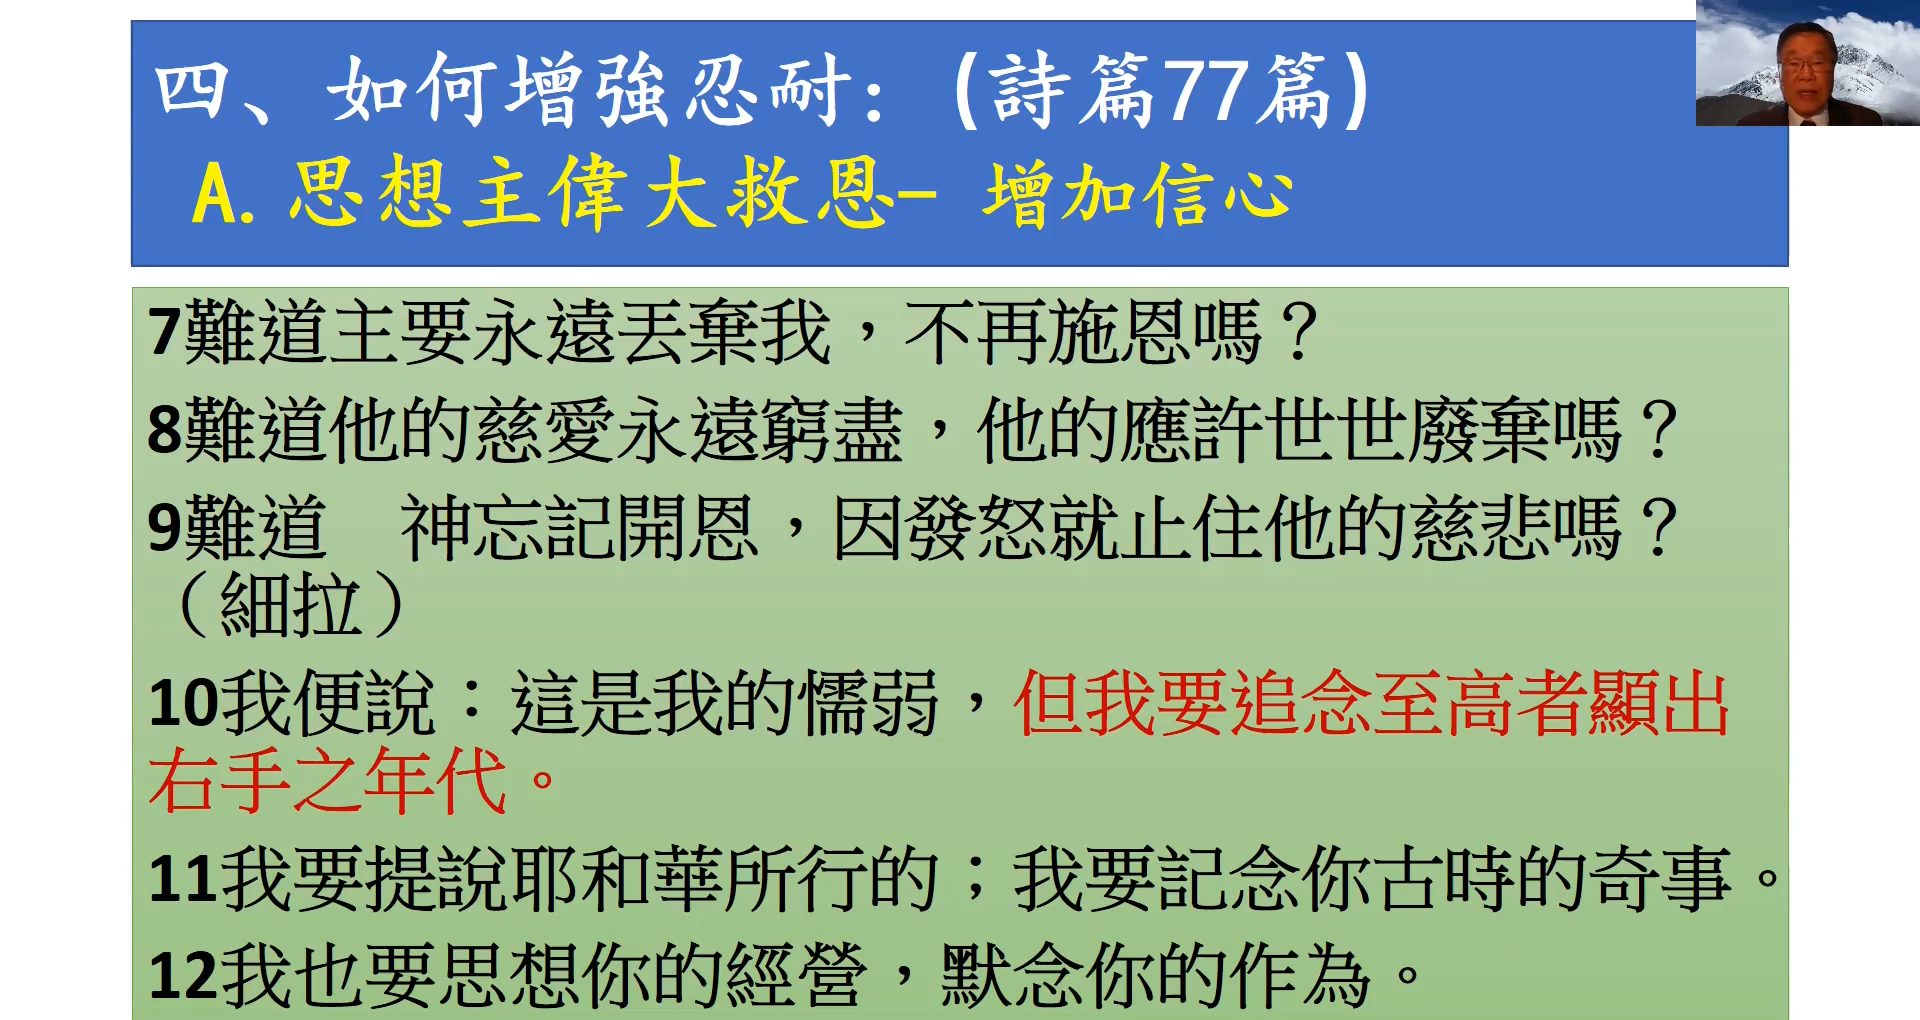 四、如何增強忍耐：(詩篇77篇)
A.思想主偉大救恩- 增加信心
7難道主要永遠丟棄我，不再施恩嗎？
8難道他的慈愛永遠窮盡，他的應許世世廢棄嗎？
9難道　神忘記開恩，因發怒就止住他的慈悲嗎？
（細拉）
10我便說：這是我的懦弱，但我要追念至高者顯出
右手之年代。
11我要提說耶和華所行的；我要記念你古時的奇事。
12我也要思想你的經營，默念你的作為。